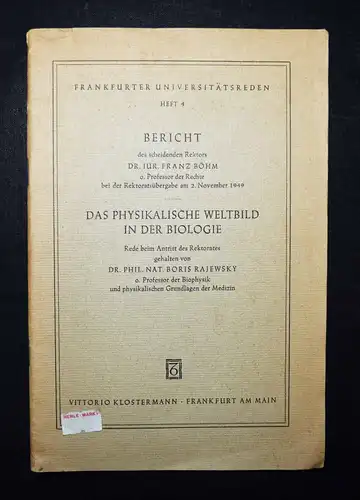 FRANKFURTER UNIVERSITÄTSREDEN
HEFT 4
BERICHT
des scheidenden Rektors
DR. IUR. FRANZ BÖHM
o. Professor der Rechte
bei der Rektoratsübergabe am 2. November 1949
DAS PHYSIKALISCHE WELTBILD
IN DER BIOLOGIE
Rede beim Antritt des Rektorates
gehalten von
DR. PHIL. NAT. BORIS RAJEWSKY
o. Professor der Biophysik
und physikalischen Grundlagen der Medizin
VITTORIO KLOSTERMANN · FRANKFURT AM MAIN